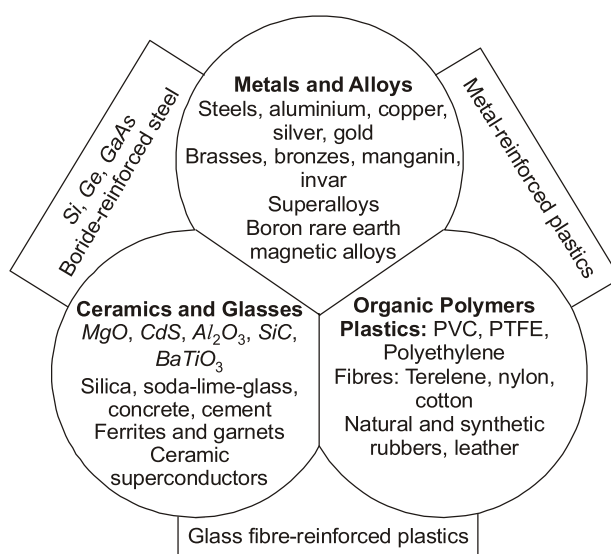 Metals and Alloys
Steels, aluminium, copper,
silver, gold
Brasses, bronzes, manganin,
invar
Superalloys
Boron rare earth
magnetic alloys
Si, Ge, GaAs
Boride-reinforced steel
Metal-reinforced plastics
Ceramics and Glasses
MgO, CdS, Al₂O₃, SiC,
BaTiO₃
Silica, soda-lime-glass,
concrete, cement
Ferrites and garnets
Ceramic
superconductors
Organic Polymers
Plastics: PVC, PTFE,
Polyethylene
Fibres: Terelene, nylon,
cotton
Natural and synthetic
rubbers, leather
Glass fibre-reinforced plastics